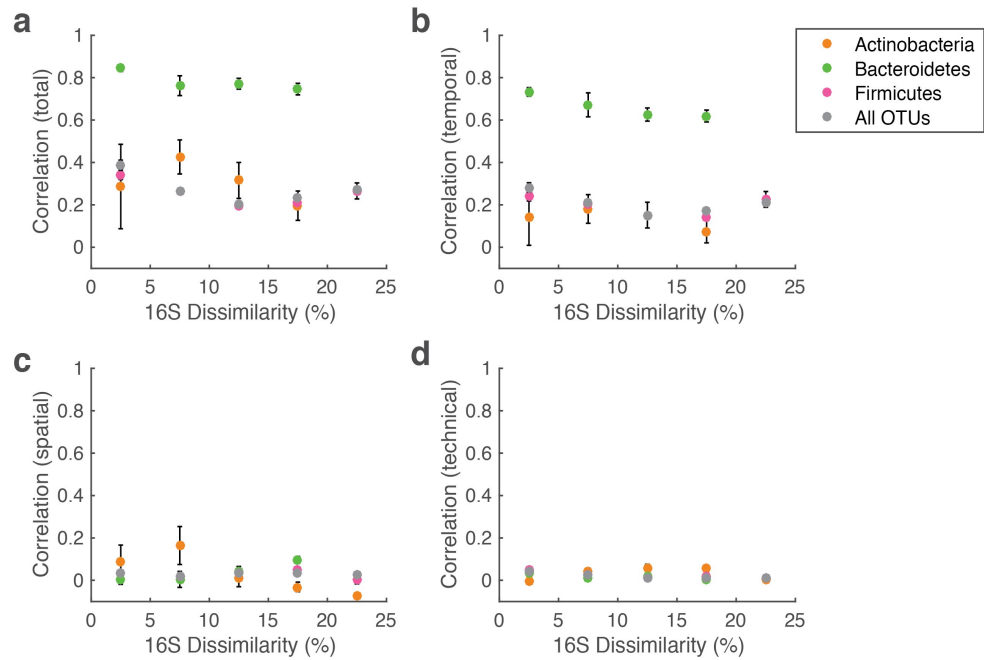 a
1
0.8
0.6
0.4
0.2
0
Correlation (total)
0 5 10 15 20 25
16S Dissimilarity (%)
b
1
0.8
0.6
0.4
0.2
0
Correlation (temporal)
0 5 10 15 20 25
16S Dissimilarity (%)
Actinobacteria
Bacteroidetes
Firmicutes
All OTUs
c
1
0.8
0.6
0.4
0.2
0
Correlation (spatial)
0 5 10 15 20 25
16S Dissimilarity (%)
d
1
0.8
0.6
0.4
0.2
0
Correlation (technical)
0 5 10 15 20 25
16S Dissimilarity (%)